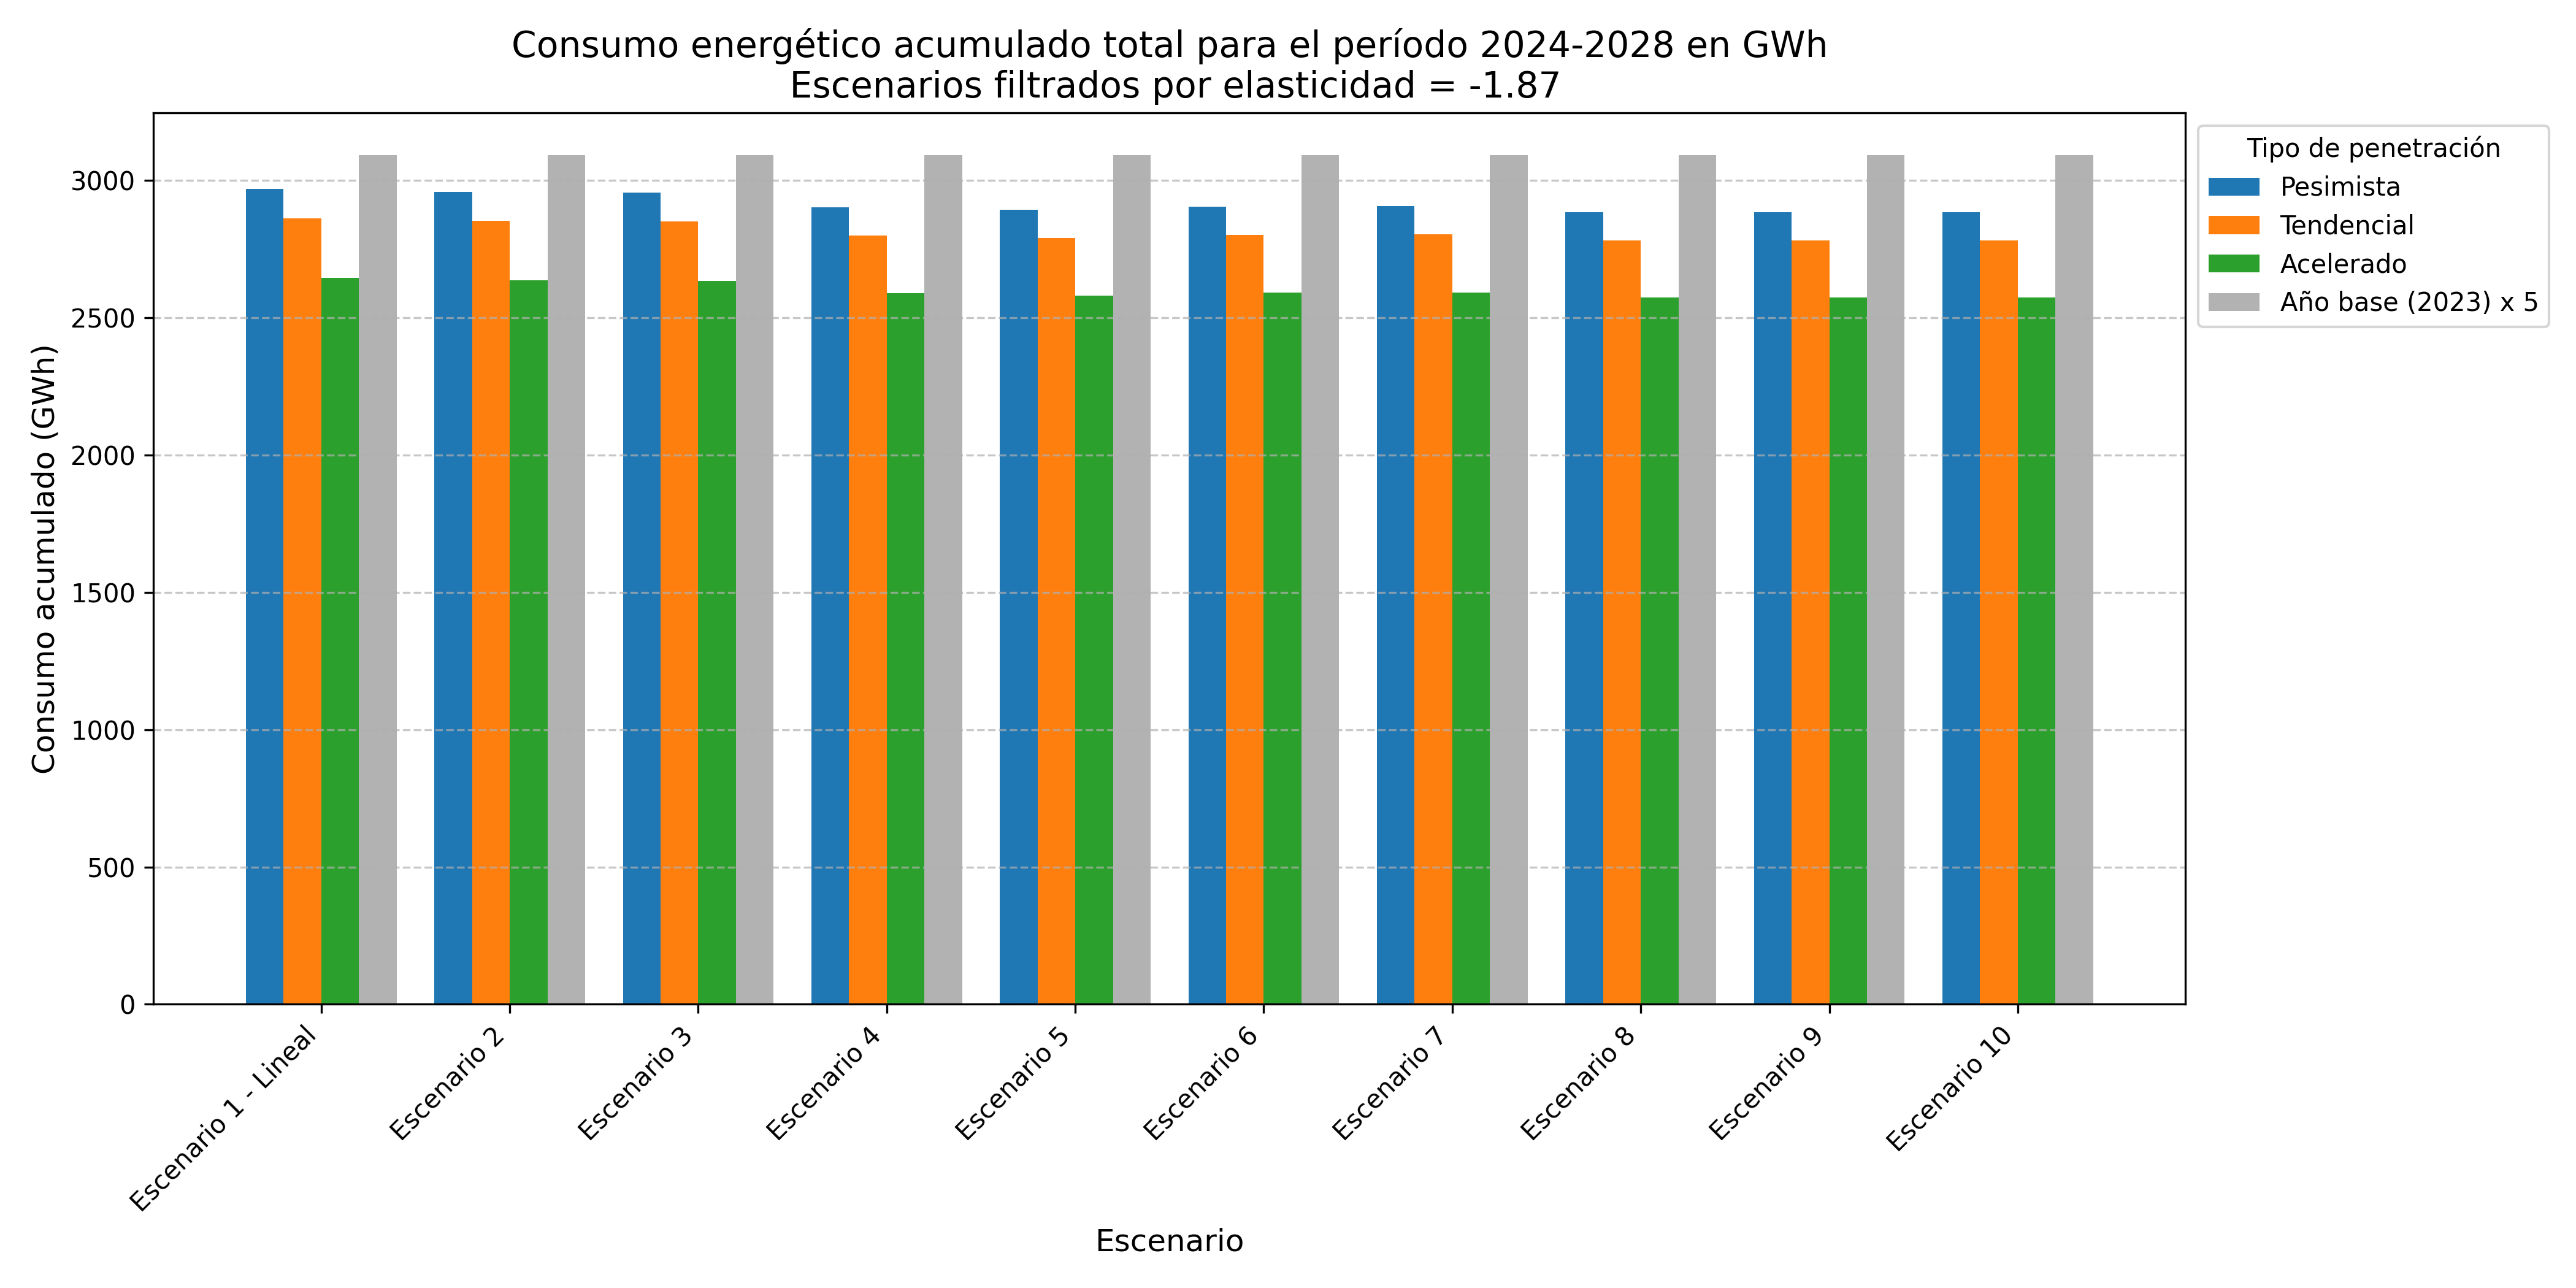 Consumo energético acumulado total para el período 2024-2028 en GWh
Escenarios filtrados por elasticidad = -1.87
Consumo acumulado (GWh)
3000
2500
2000
1500
1000
500
0
Escenario 1 - Lineal
Escenario 2
Escenario 3
Escenario 4
Escenario 5
Escenario 6
Escenario 7
Escenario 8
Escenario 9
Escenario 10
Escenario
Tipo de penetración
Pesimista
Tendencial
Acelerado
Año base (2023) x 5